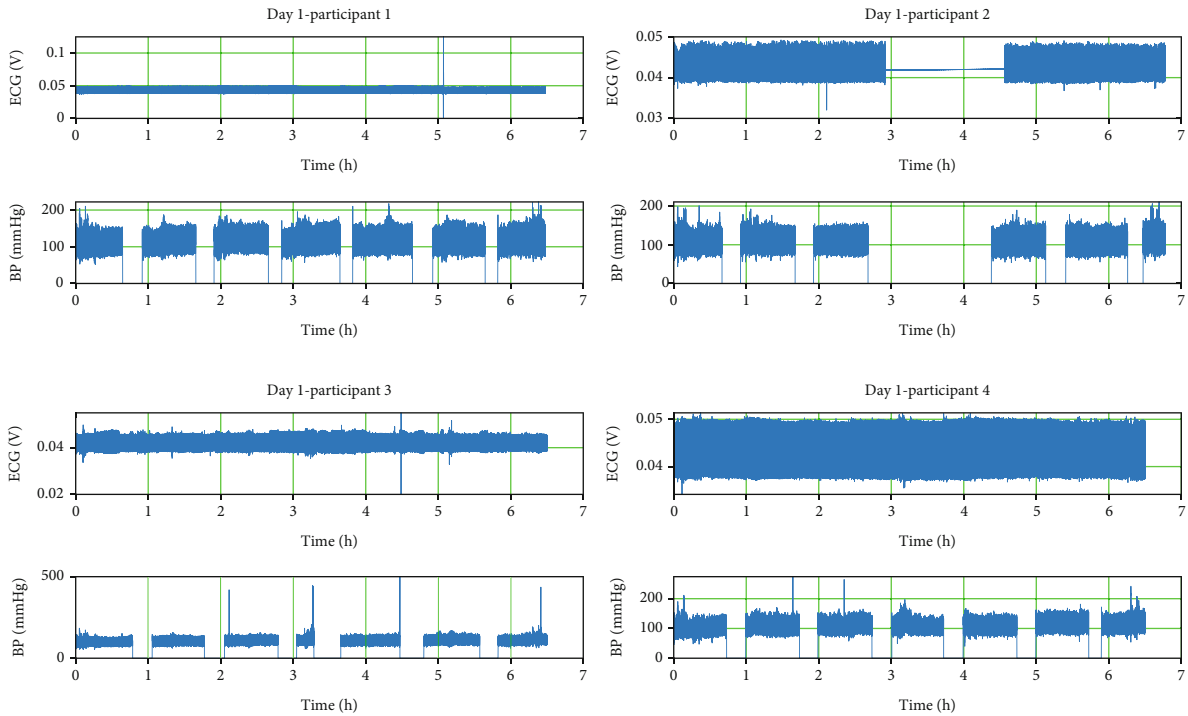 Day 1-participant 1
ECG (V)
0.1
0.05
0
0 1 2 3 4 5 6 7
Time (h)
BP (mmHg)
200
100
0
0 1 2 3 4 5 6 7
Time (h)
Day 1-participant 2
ECG (V)
0.05
0.04
0.03
0 1 2 3 4 5 6 7
Time (h)
BP (mmHg)
200
100
0
0 1 2 3 4 5 6 7
Time (h)
Day 1-participant 3
ECG (V)
0.04
0.02
0 1 2 3 4 5 6 7
Time (h)
BP (mmHg)
500
0
0 1 2 3 4 5 6 7
Time (h)
Day 1-participant 4
ECG (V)
0.05
0.04
0 1 2 3 4 5 6 7
Time (h)
BP (mmHg)
200
100
0
0 1 2 3 4 5 6 7
Time (h)